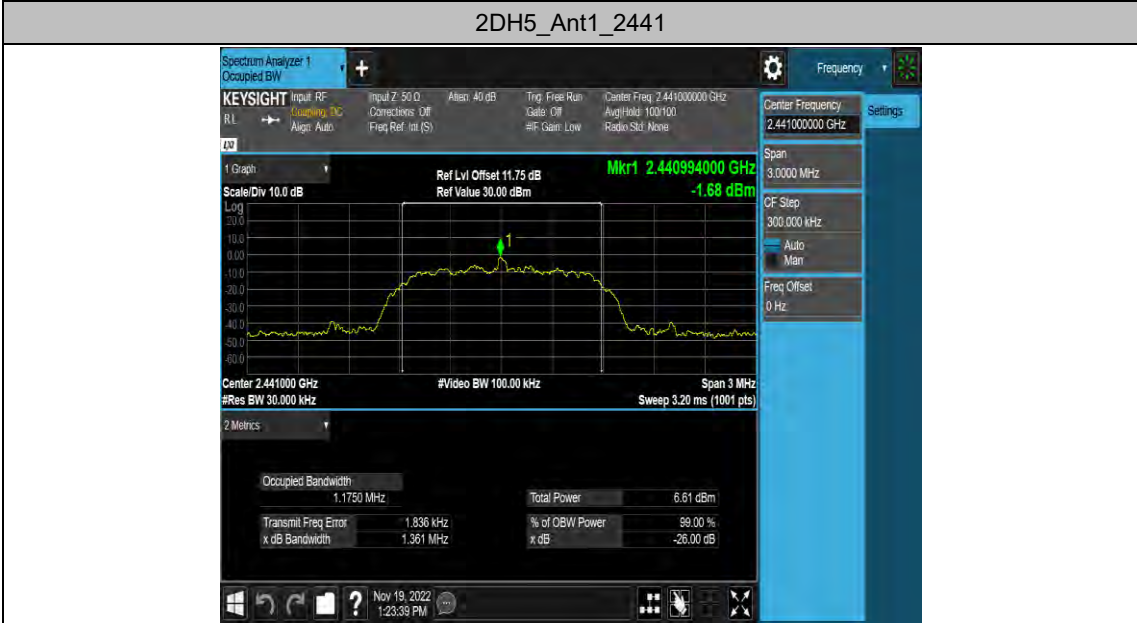 2DH5_Ant1_2441
Spectrum Analyzer 1
Occupied BW
Frequency
KEYSIGHT
Input: RF
Coupling: DC
Align: Auto
RL
Input Z: 50 Ω
Corrections: Off
Freq Ref: Int (S)
Atten: 40 dB
Trig: Free Run
Gate: Off
#IF Gain: Low
Center Freq: 2.441000000 GHz
Avg|Hold: 100/100
Radio Std: None
Center Frequency
2.441000000 GHz
Settings
Span
3.0000 MHz
CF Step
300.000 kHz
Auto
Man
Freq Offset
0 Hz
1 Graph
Scale/Div 10.0 dB
Ref Lvl Offset 11.75 dB
Ref Value 30.00 dBm
Mkr1 2.440994000 GHz
-1.68 dBm
Log
20.0
10.0
0.00
-10.0
-20.0
-30.0
-40.0
-50.0
-60.0
1
Center 2.441000 GHz
#Res BW 30.000 kHz
#Video BW 100.00 kHz
Span 3 MHz
Sweep 3.20 ms (1001 pts)
2 Metrics
Occupied Bandwidth
1.1750 MHz
Total Power 6.61 dBm
Transmit Freq Error 1.836 kHz
% of OBW Power 99.00 %
x dB Bandwidth 1.361 MHz
x dB -26.00 dB
?
Nov 19, 2022
1:23:39 PM